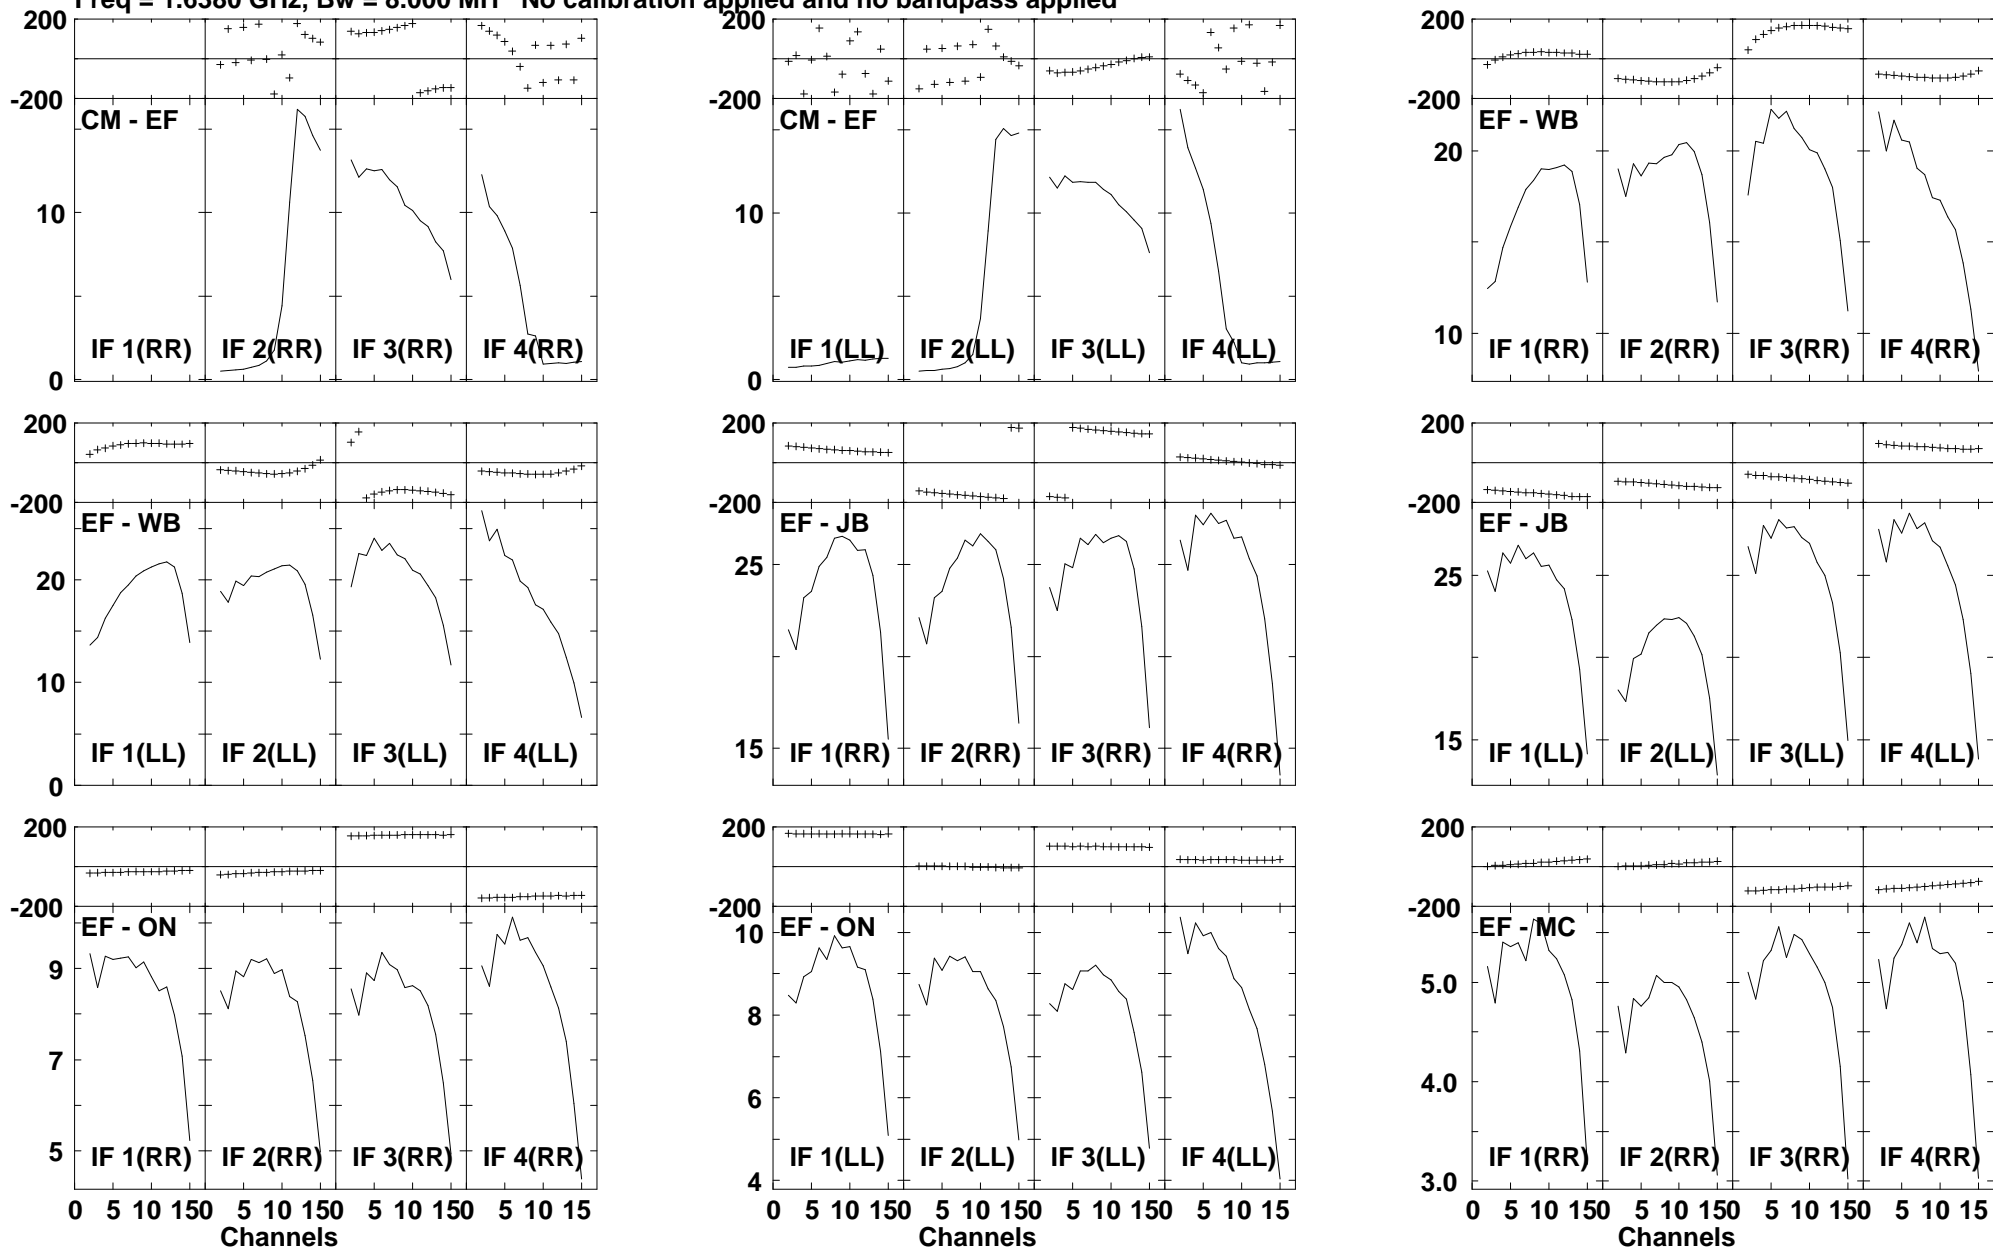 Freq = 1.6380 GHz, Bw = 8.000 MH No calibration applied and no bandpass applied
200 200 200
-200 -200 -200
CM - EF CM - EF EF - WB
20
10 10
10
IF 1(RR) IF 2(RR) IF 3(RR) IF 4(RR) IF 1(LL) IF 2(LL) IF 3(LL) IF 4(LL) IF 1(RR) IF 2(RR) IF 3(RR) IF 4(RR)
0 0
200 200 200
-200 -200 -200
EF - WB EF - JB EF - JB
20 25 25
10
15 15
IF 1(LL) IF 2(LL) IF 3(LL) IF 4(LL) IF 1(RR) IF 2(RR) IF 3(RR) IF 4(RR) IF 1(LL) IF 2(LL) IF 3(LL) IF 4(LL)
0
200 200 200
-200 -200 -200
EF - ON EF - ON EF - MC
10
9 5.0
8
7 4.0
6
5 IF 1(RR) IF 2(RR) IF 3(RR) IF 4(RR) IF 1(LL) IF 2(LL) IF 3(LL) IF 4(LL) IF 1(RR) IF 2(RR) IF 3(RR) IF 4(RR)
4 3.0
0 5 10 150 5 10 150 5 10 150 5 10 15 0 5 10 150 5 10 150 5 10 150 5 10 15 0 5 10 150 5 10 150 5 10 150 5 10 15
Channels Channels Channels